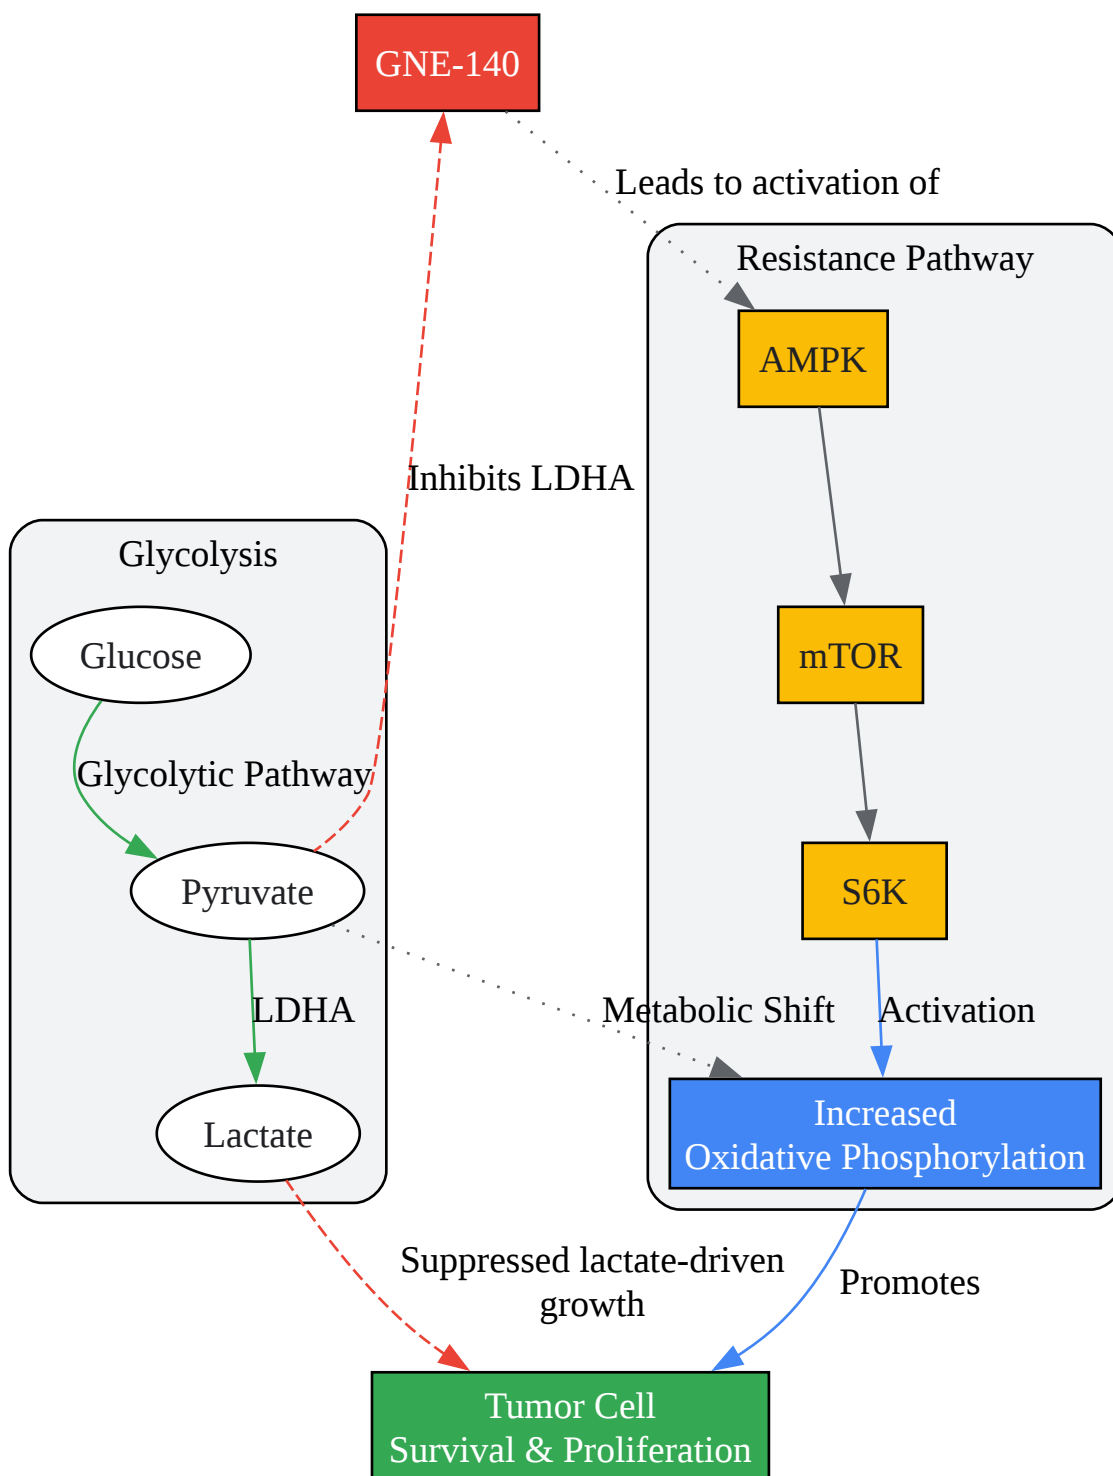 GNE-140
Leads to activation of
Resistance Pathway
AMPK
Inhibits LDHA
Glycolysis
Glucose
mTOR
Glycolytic Pathway
Pyruvate
S6K
LDHA
Metabolic Shift
Activation
Lactate
Increased
Oxidative Phosphorylation
Suppressed lactate-driven
growth
Promotes
Tumor Cell
Survival & Proliferation